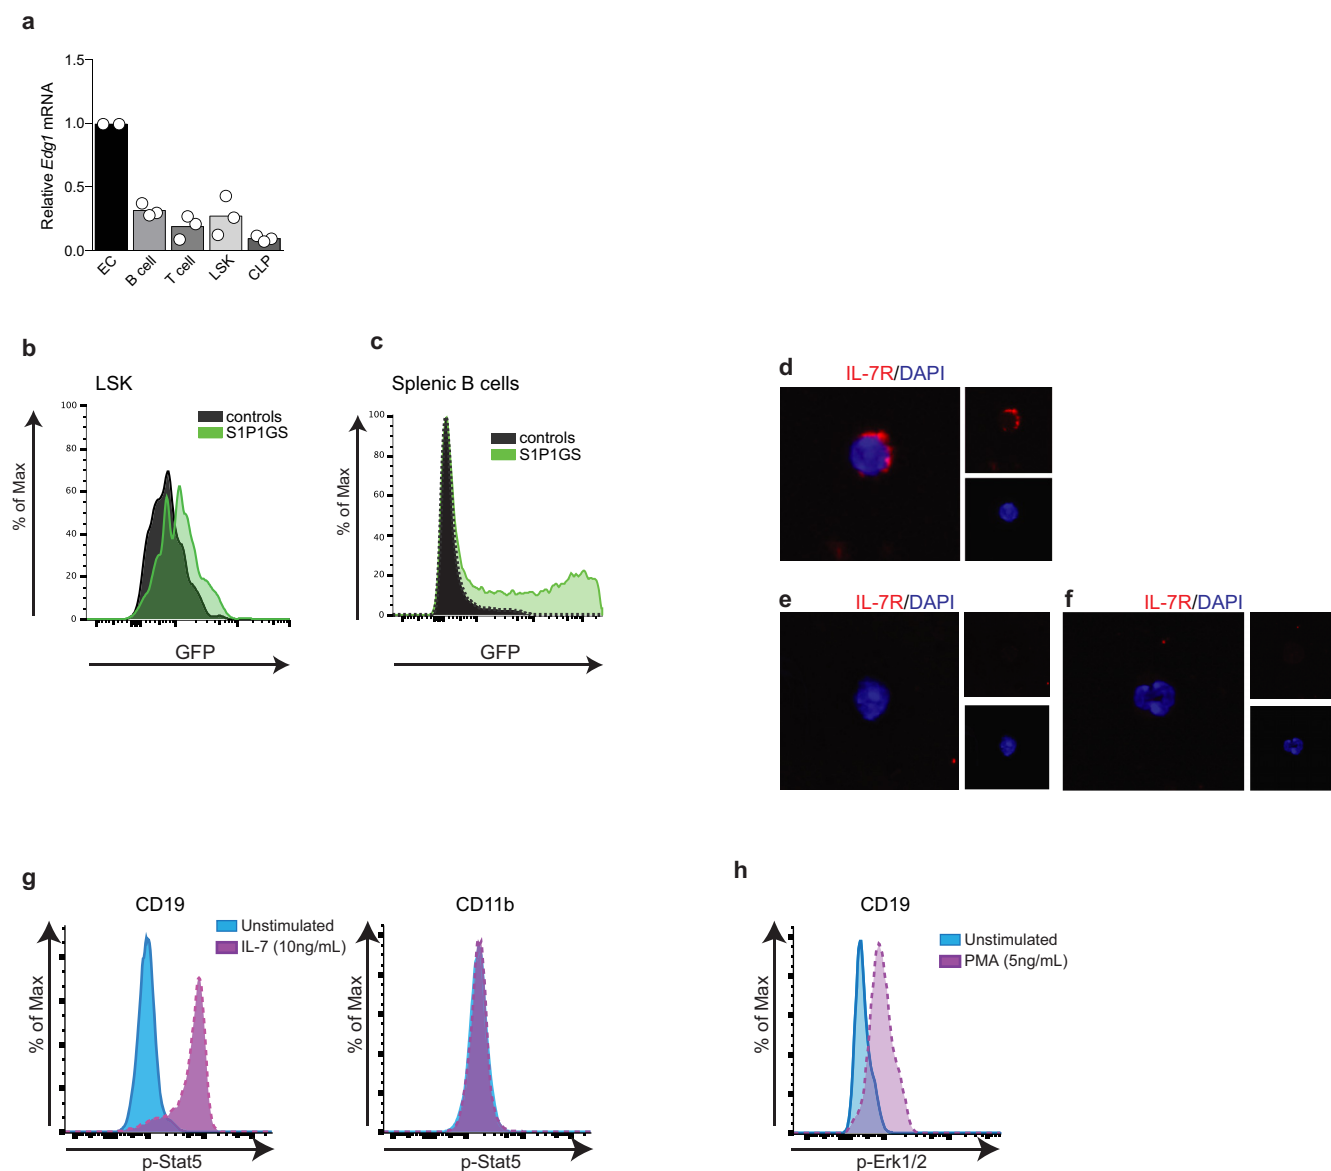 a
Relative Edg1 mRNA
1.5
1.0
0.5
0.0
EC
B cell
T cell
LSK
CLP
b
LSK
% of Max
100
80
60
40
20
0
controls
S1P1GS
GFP
c
Splenic B cells
% of Max
100
80
60
40
20
0
controls
S1P1GS
GFP
d
IL-7R/DAPI
e
IL-7R/DAPI
f
IL-7R/DAPI
g
CD19
% of Max
Unstimulated
IL-7 (10ng/mL)
p-Stat5
CD11b
% of Max
p-Stat5
h
CD19
% of Max
Unstimulated
PMA (5ng/mL)
p-Erk1/2